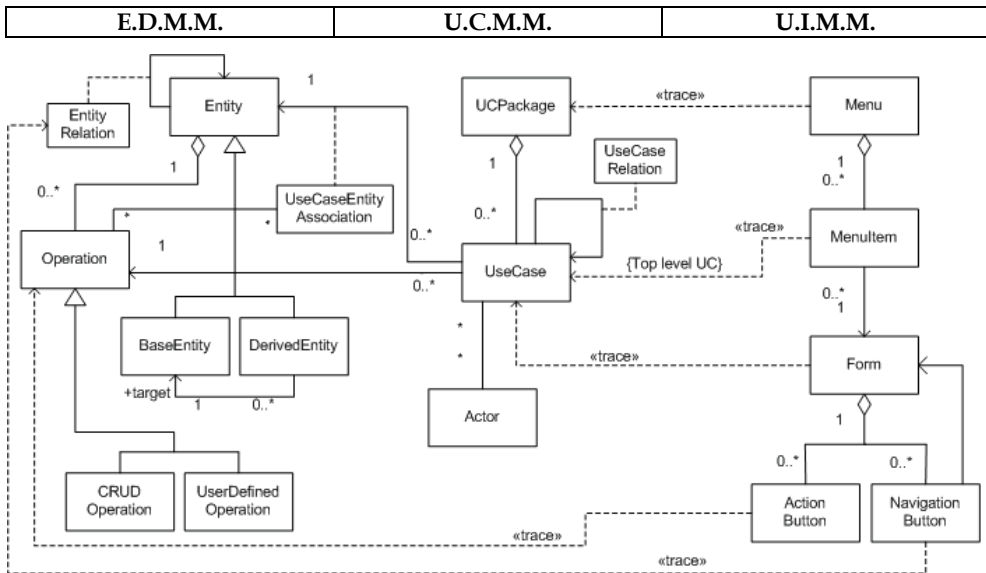 E.D.M.M. U.C.M.M. U.I.M.M.
1
Entity
Relation
Entity
UCPackage
«trace»
Menu
1
0..*
UseCaseEntity
Association
1
UseCase
Relation
1
0..*
*
*
0..*
«trace»
Operation
1
0..*
UseCase
{Top level UC}
MenuItem
0..*
0..*
1
BaseEntity
DerivedEntity
*
«trace»
Form
+target
1
0..*
*
Actor
1
0..*
0..*
CRUD
Operation
UserDefined
Operation
Action
Button
Navigation
Button
«trace»
«trace»